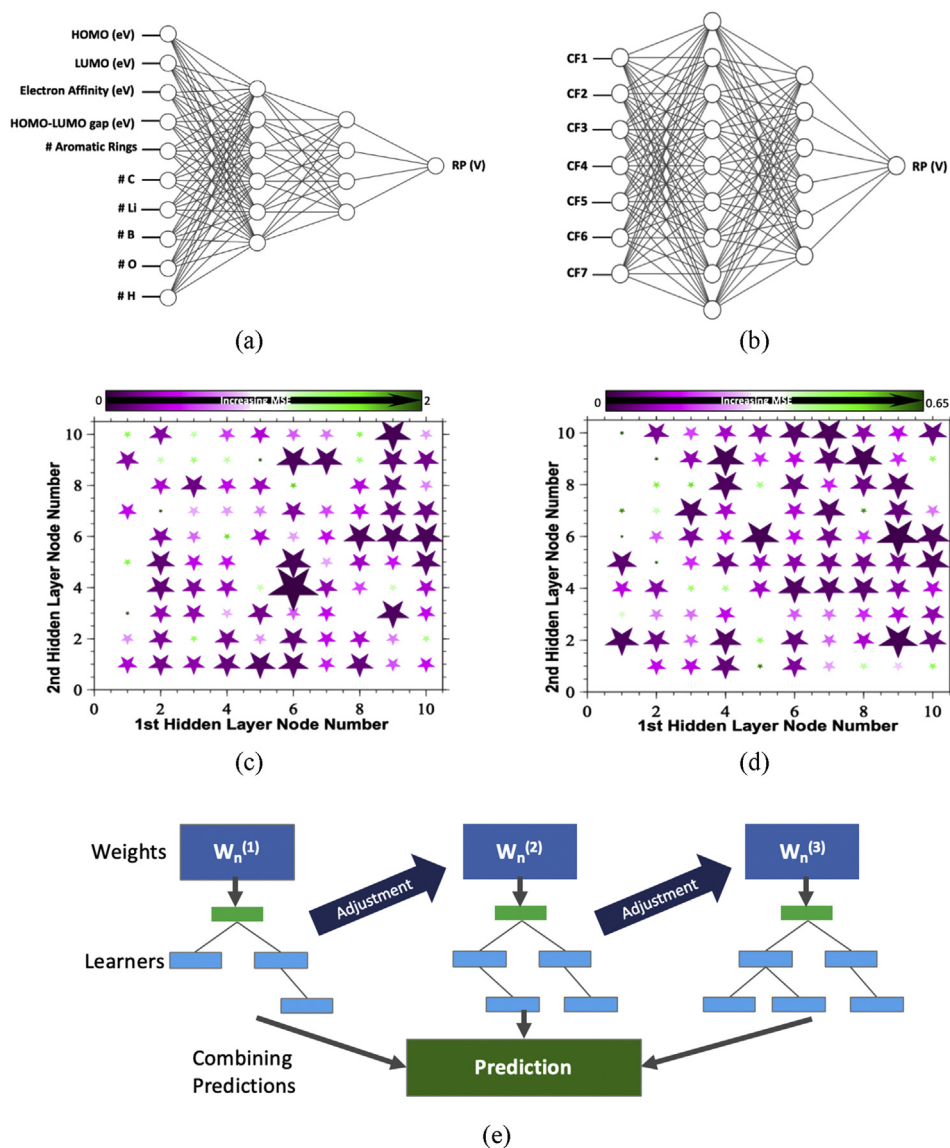 HOMO (eV)
LUMO (eV)
Electron Affinity (eV)
HOMO-LUMO gap (eV)
# Aromatic Rings
# C
# Li
# B
# O
# H
RP (V)
(a)
CF1
CF2
CF3
CF4
CF5
CF6
CF7
RP (V)
(b)
0 Increasing MSE 2
2nd Hidden Layer Node Number
10
8
6
4
2
0
0 2 4 6 8 10
1st Hidden Layer Node Number
(c)
0 Increasing MSE 0.65
2nd Hidden Layer Node Number
10
8
6
4
2
0
0 2 4 6 8 10
1st Hidden Layer Node Number
(d)
Weights Wn(1) Wn(2) Wn(3)
Adjustment Adjustment
Learners
Combining
Predictions
Prediction
(e)